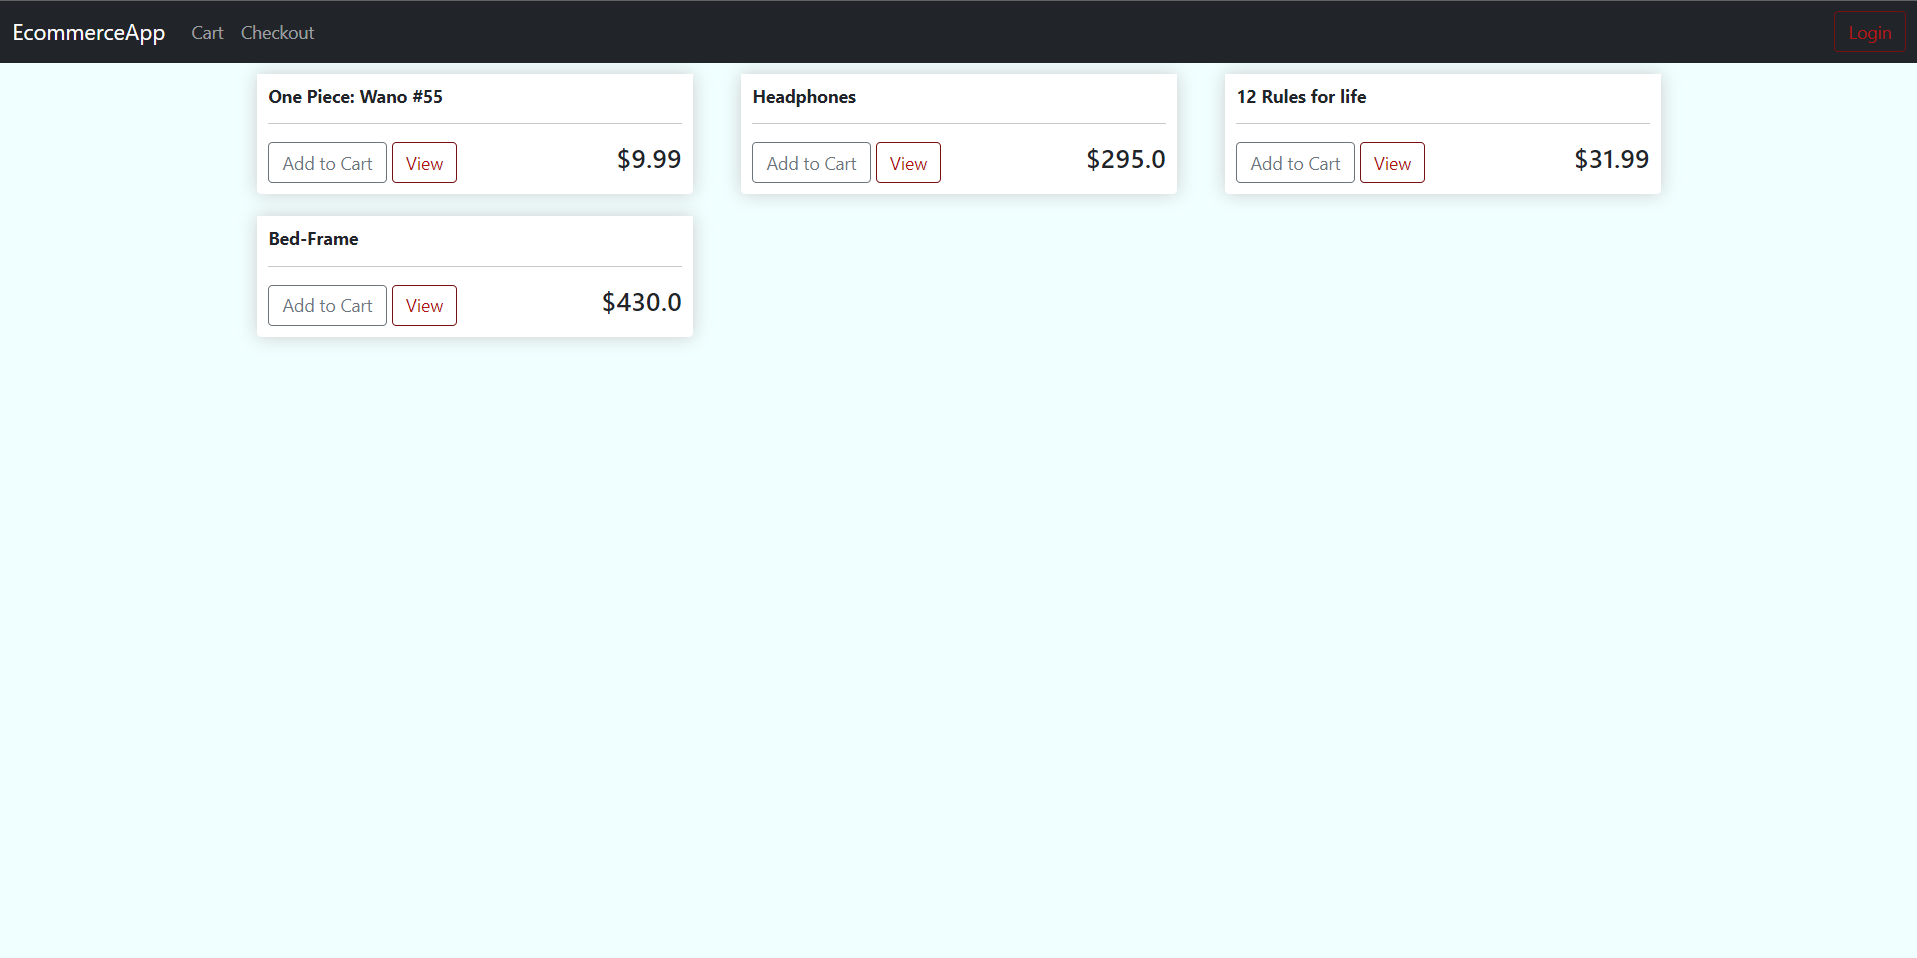 EcommerceApp Cart Checkout Login
One Piece: Wano #55
Add to Cart View $9.99
Headphones
Add to Cart View $295.0
12 Rules for life
Add to Cart View $31.99
Bed-Frame
Add to Cart View $430.0